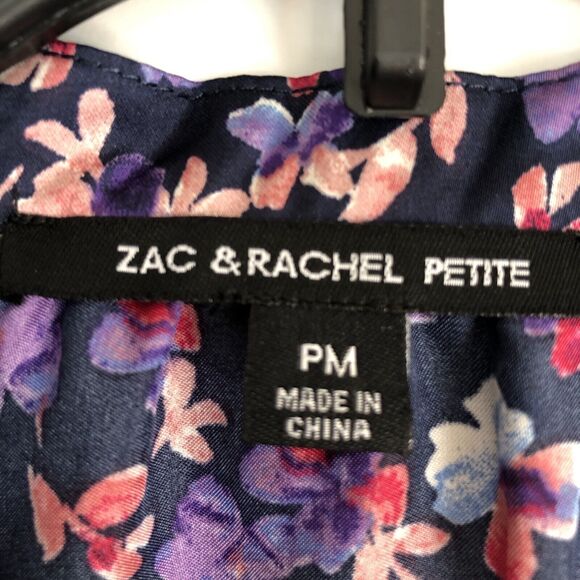 ZAC & RACHEL PETITE
PM
MADE IN
CHINA